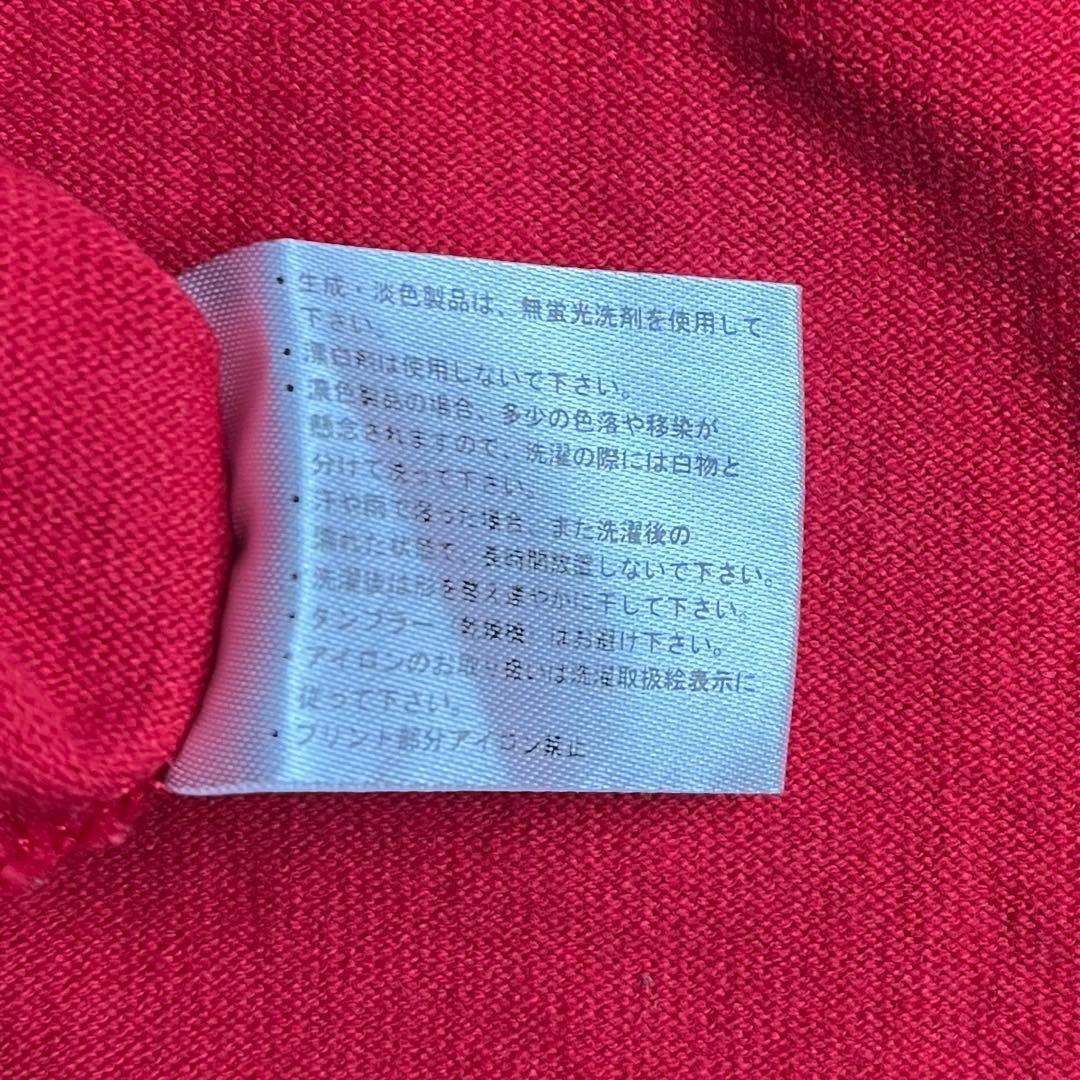 ・生成・淡色製品は、無蛍光洗剤を使用して
下さい。
・漂白剤は使用しないで下さい。
・濃色製品の場合、多少の色落や移染が
懸念されますので、洗濯の際には白物と
分けて洗って下さい。
・汗や雨で湿った場合、また洗濯後の
濡れた状態で、長時間放置しないで下さい。
・洗濯後は形を整え速やかに干して下さい。
・タンブラー 乾燥機 はお避け下さい。
・アイロンのお取り扱いは洗濯取扱絵表示に
従って下さい。
・プリント部分アイロン禁止